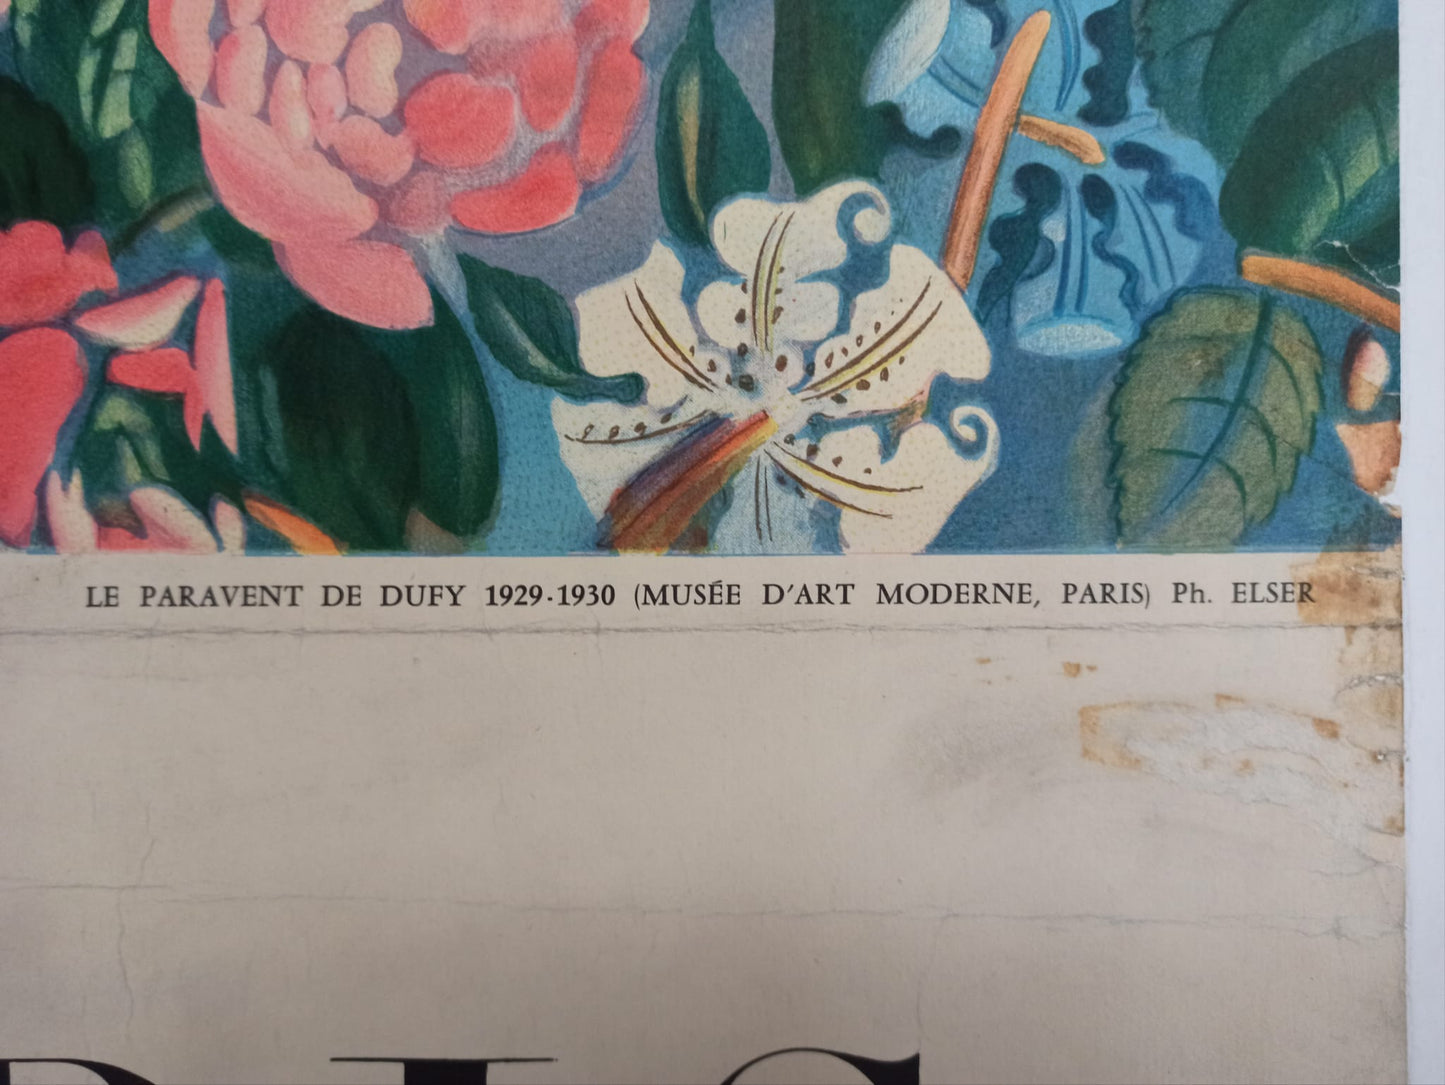 LE PARAVENT DE DUFY 1929-1930 (MUSÉE D'ART MODERNE, PARIS) Ph. ELSER